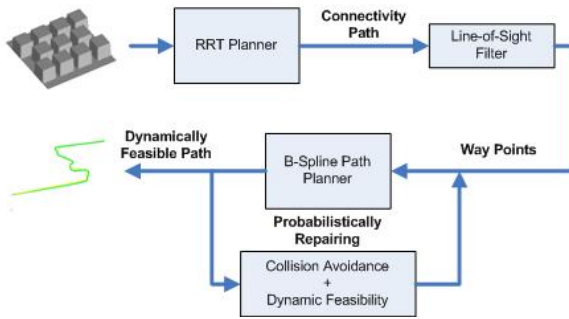 Connectivity
Path
RRT Planner
Line-of-Sight
Filter
Dynamically
Feasible Path
B-Spline Path
Planner
Way Points
Probabilistically
Repairing
Collision Avoidance
+
Dynamic Feasibility